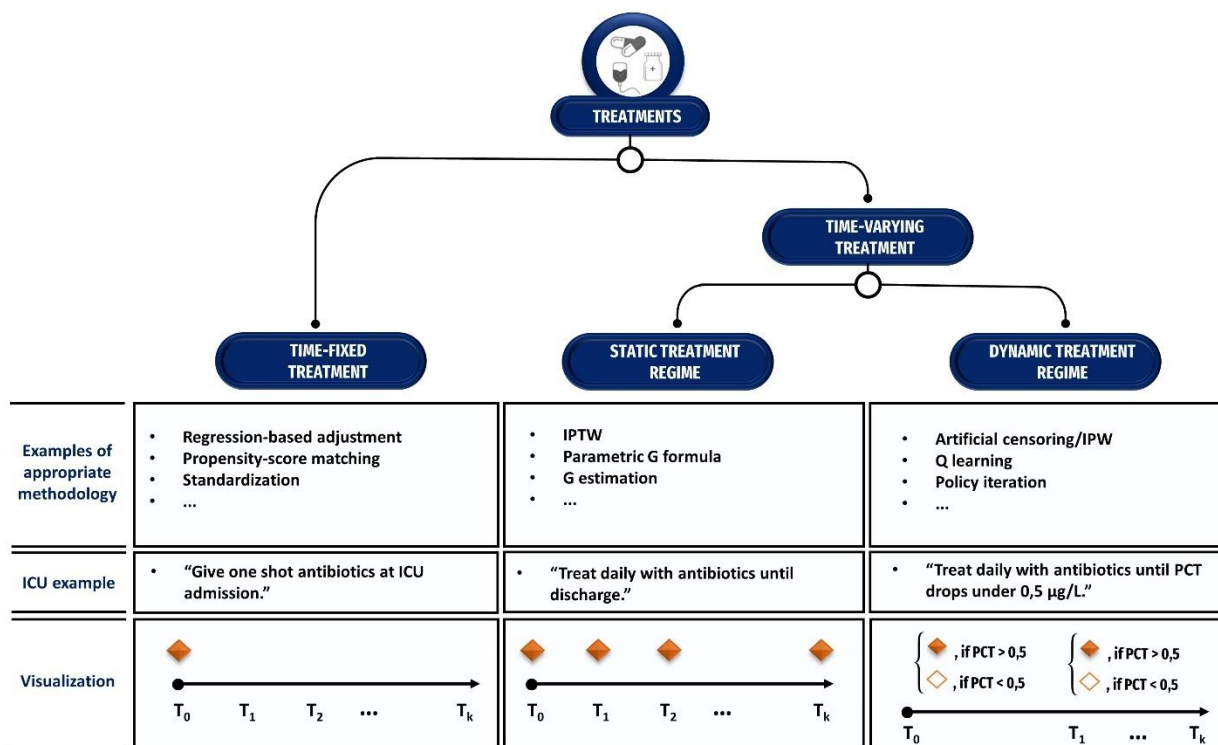 TREATMENTS
TIME-VARYING
TREATMENT
TIME-FIXED
TREATMENT
STATIC TREATMENT
REGIME
DYNAMIC TREATMENT
REGIME
Examples of
appropriate
methodology
• Regression-based adjustment
• Propensity-score matching
• Standardization
• ...
• IPTW
• Parametric G formula
• G estimation
• ...
• Artificial censoring/IPW
• Q learning
• Policy iteration
• ...
ICU example
• “Give one shot antibiotics at ICU
admission.”
• “Treat daily with antibiotics until
discharge.”
• “Treat daily with antibiotics until PCT
drops under 0,5 µg/L.”
Visualization
T0 T1 T2 ... Tk
T0 T1 T2 ... Tk
, if PCT > 0,5 , if PCT > 0,5
, if PCT < 0,5 , if PCT < 0,5
T0 T1 ... Tk